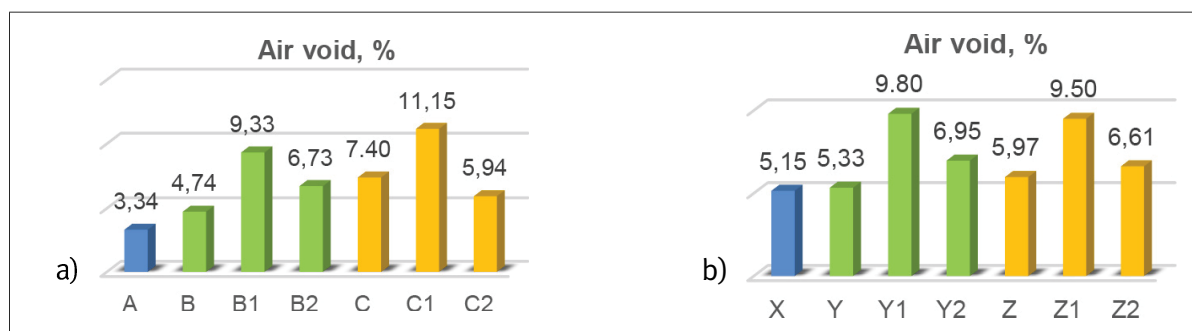 Air void, %
3,34
4,74
9,33
6,73
7.40
11,15
5,94
a)
A B B1 B2 C C1 C2
Air void, %
5,15
5,33
9.80
6,95
5,97
9.50
6,61
b)
X Y Y1 Y2 Z Z1 Z2